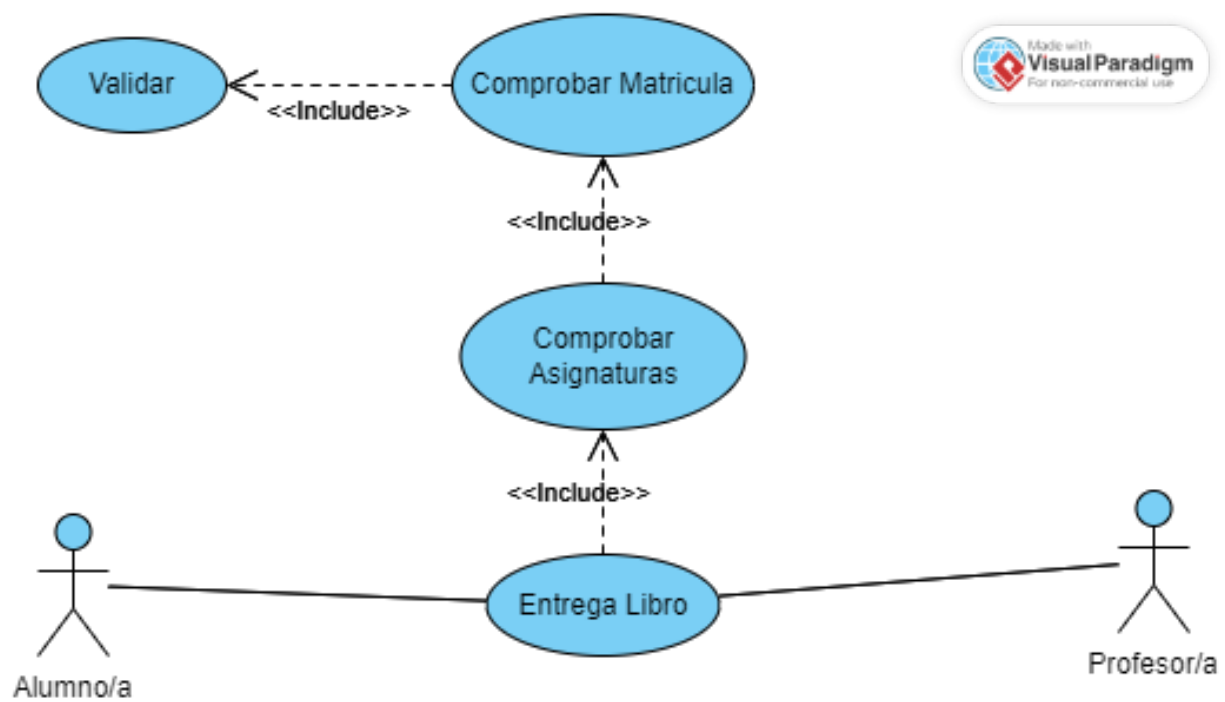 Validar
<<Include>>
Comprobar Matricula
Made with
Visual Paradigm
For non-commercial use
<<Include>>
Comprobar
Asignaturas
<<Include>>
Entrega Libro
Alumno/a
Profesor/a